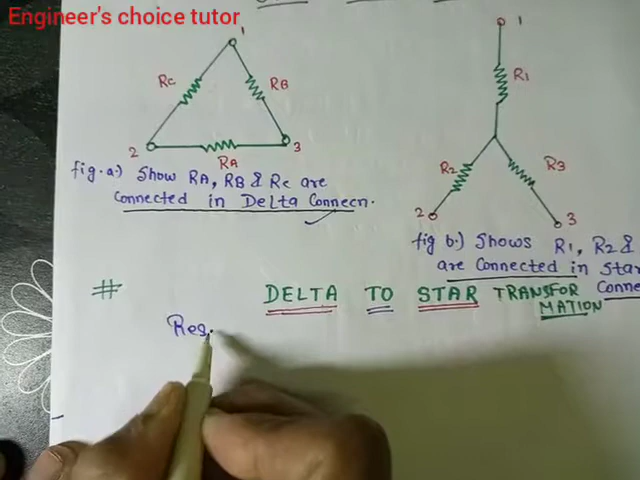 Engineer's choice tutor
1
1
Rc
RB
R1
2
3
RA
R2
R3
2
3
fig.a.) Show RA, RB & Rc are
Connected in Delta Connecn.
fig b.) Shows R1, R2 &
are Connected in Star
Conne
# DELTA TO STAR TRANSFOR
MATION
Res.